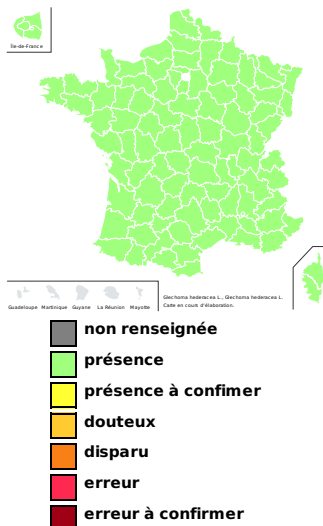 Île-de-France
Guadeloupe Martinique Guyane La Réunion Mayotte
Glechoma hederacea L., Glechoma hederacea L.
Carte en cours d'élaboration.
non renseignée
présence
présence à confimer
douteux
disparu
erreur
erreur à confirmer